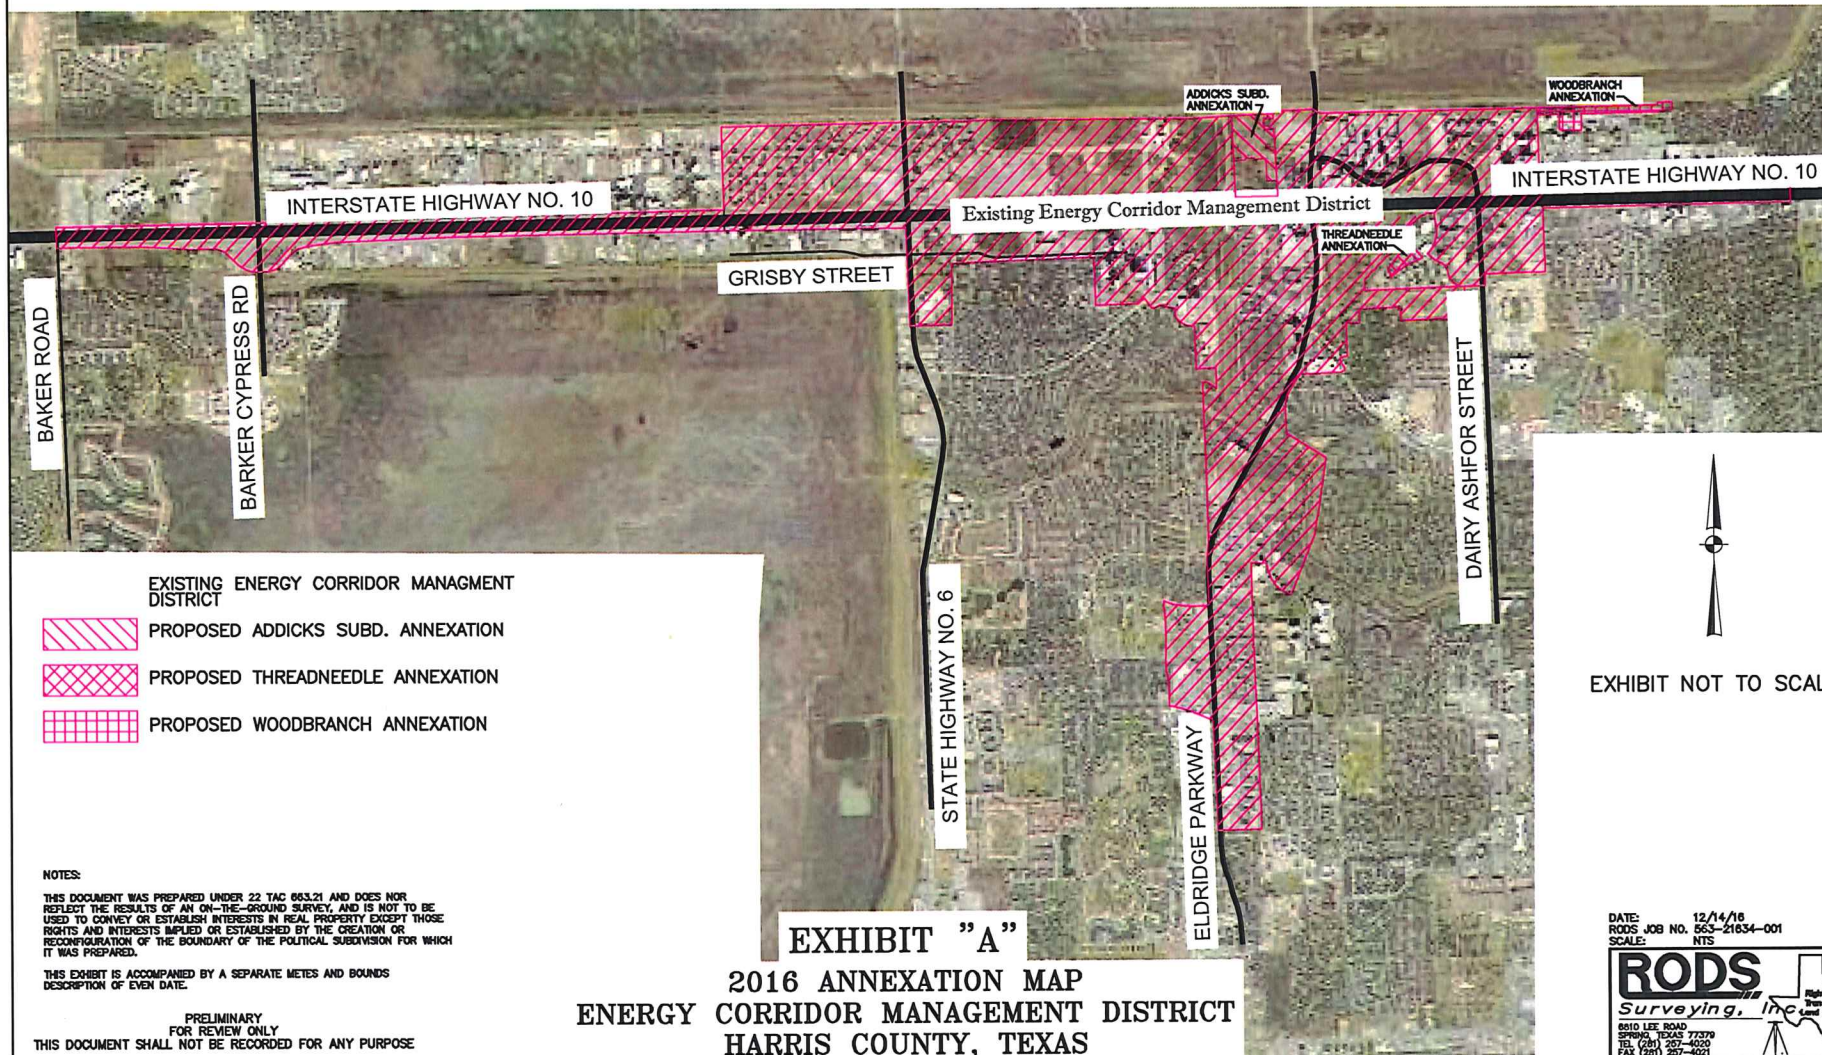 ADDICKS SUBD.
ANNEXATION
WOODBRANCH
ANNEXATION
INTERSTATE HIGHWAY NO. 10
INTERSTATE HIGHWAY NO. 10
Existing Energy Corridor Management District
THREADNEEDLE
ANNEXATION
GRISBY STREET
BAKER ROAD
BARKER CYPRESS RD
STATE HIGHWAY NO. 6
ELDRIDGE PARKWAY
DAIRY ASHFOR STREET
EXISTING ENERGY CORRIDOR MANAGMENT
DISTRICT
PROPOSED ADDICKS SUBD. ANNEXATION
PROPOSED THREADNEEDLE ANNEXATION
PROPOSED WOODBRANCH ANNEXATION
EXHIBIT NOT TO SCAL
NOTES:
THIS DOCUMENT WAS PREPARED UNDER 22 TAC 663.21 AND DOES NOR
REFLECT THE RESULTS OF AN ON-THE-GROUND SURVEY, AND IS NOT TO BE
USED TO CONVEY OR ESTABLISH INTERESTS IN REAL PROPERTY EXCEPT THOSE
RIGHTS AND INTERESTS IMPLIED OR ESTABLISHED BY THE CREATION OR
RECONFIGURATION OF THE BOUNDARY OF THE POLITICAL SUBDIVISION FOR WHICH
IT WAS PREPARED.
THIS EXHIBIT IS ACCOMPANIED BY A SEPARATE METES AND BOUNDS
DESCRIPTION OF EVEN DATE.
PRELIMINARY
FOR REVIEW ONLY
THIS DOCUMENT SHALL NOT BE RECORDED FOR ANY PURPOSE
EXHIBIT "A"
2016 ANNEXATION MAP
ENERGY CORRIDOR MANAGEMENT DISTRICT
HARRIS COUNTY, TEXAS
DATE: 12/14/16
RODS JOB NO. 563-21634-001
SCALE: NTS
RODS
Surveying, Inc.
6810 LEE ROAD
SPRING, TEXAS 77379
TEL (281) 257-4020
FAX (281) 257-4021